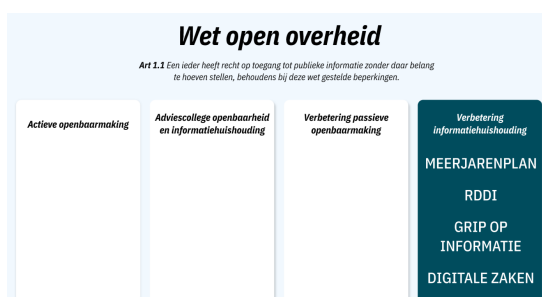 Wet open overheid
Art 1.1 Een ieder heeft recht op toegang tot publieke informatie zonder daar belang
te hoeven stellen, behoudens bij deze wet gestelde beperkingen.
Actieve openbaarmaking
Adviescollege openbaarheid
en informatiehuishouding
Verbetering passieve
openbaarmaking
Verbetering
informatiehuishouding
MEERJARENPLAN
RDDI
GRIP OP
INFORMATIE
DIGITALE ZAKEN